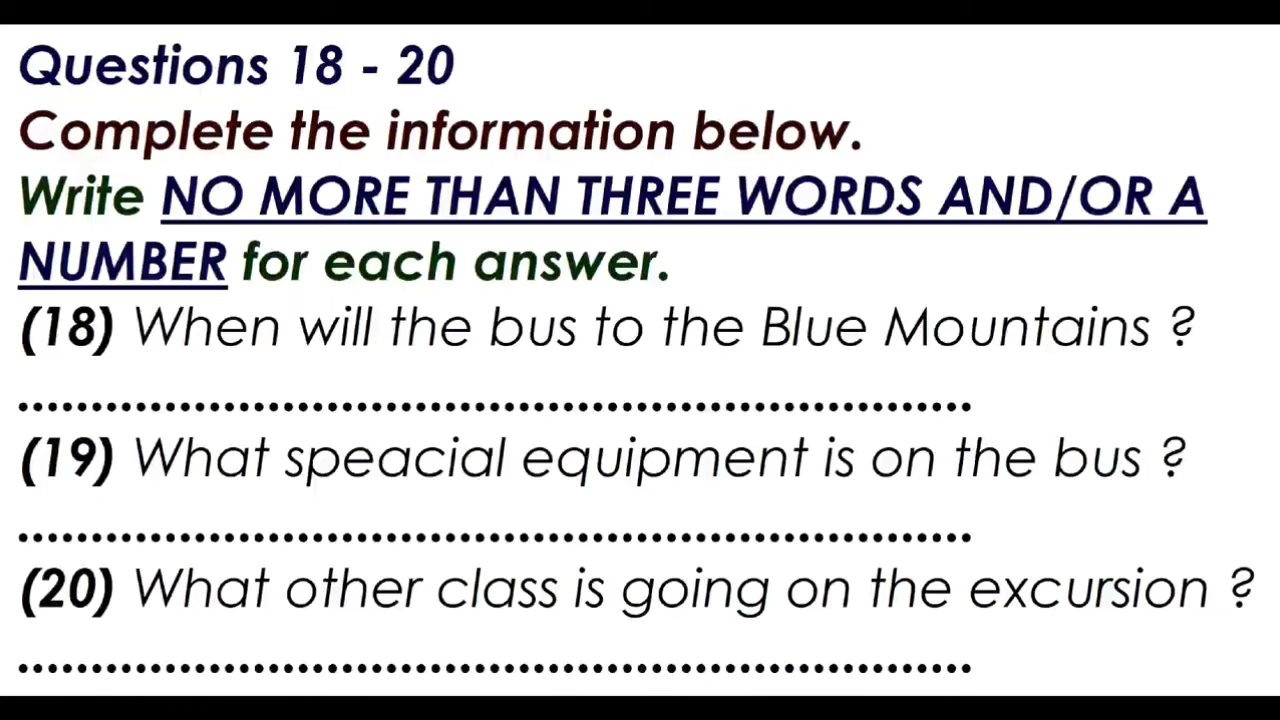 Questions 18 - 20
Complete the information below.
Write NO MORE THAN THREE WORDS AND/OR A
NUMBER for each answer.
(18) When will the bus to the Blue Mountains ?
..................................................................
(19) What speacial equipment is on the bus ?
..................................................................
(20) What other class is going on the excursion ?
..................................................................